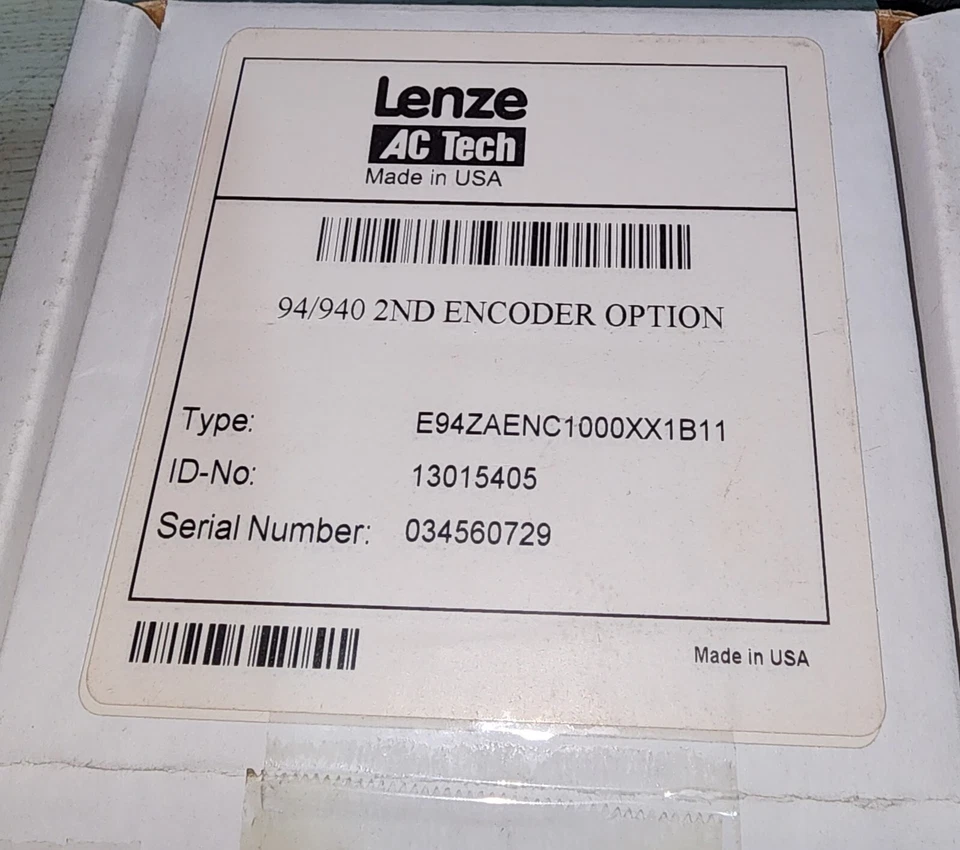 Lenze
AC Tech
Made in USA
94/940 2ND ENCODER OPTION
Type: E94ZAENC1000XX1B11
ID-No: 13015405
Serial Number: 034560729
Made in USA